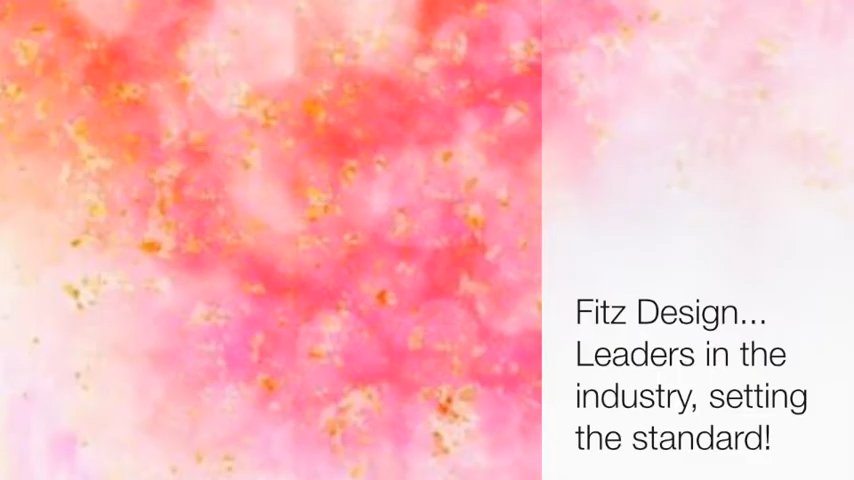 Fitz Design...
Leaders in the
industry, setting
the standard!